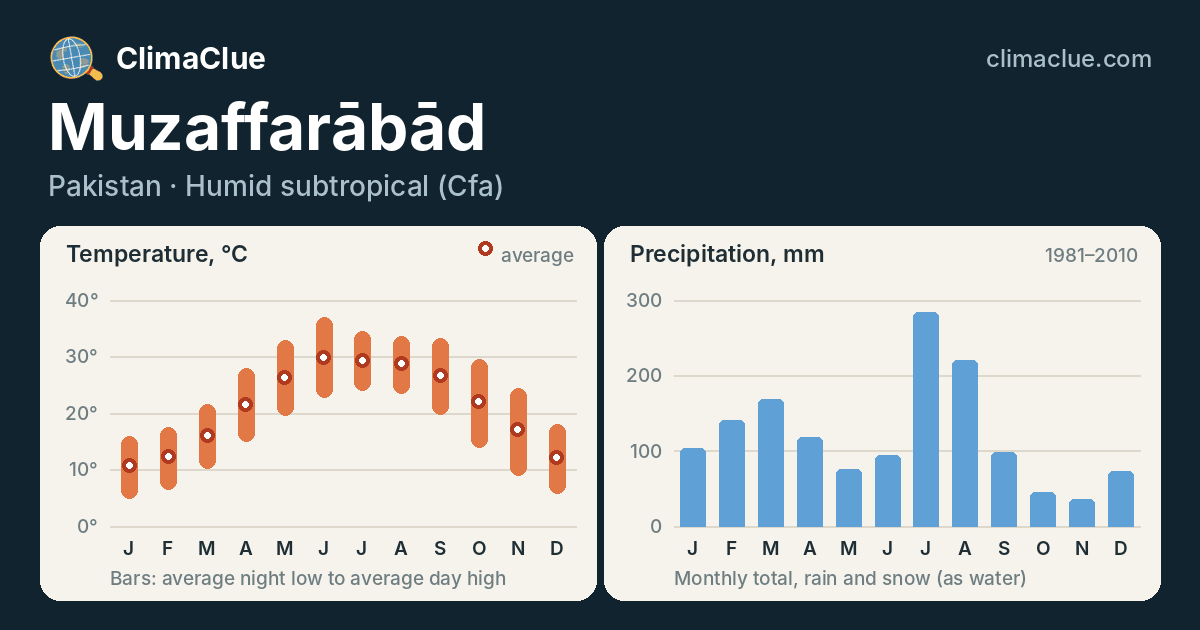 ClimaClue
climaclue.com
Muzaffarābād
Pakistan · Humid subtropical (Cfa)
Temperature, °C
average
40°
30°
20°
10°
0°
J F M A M J J A S O N D
Bars: average night low to average day high
Precipitation, mm
1981–2010
300
200
100
0
J F M A M J J A S O N D
Monthly total, rain and snow (as water)